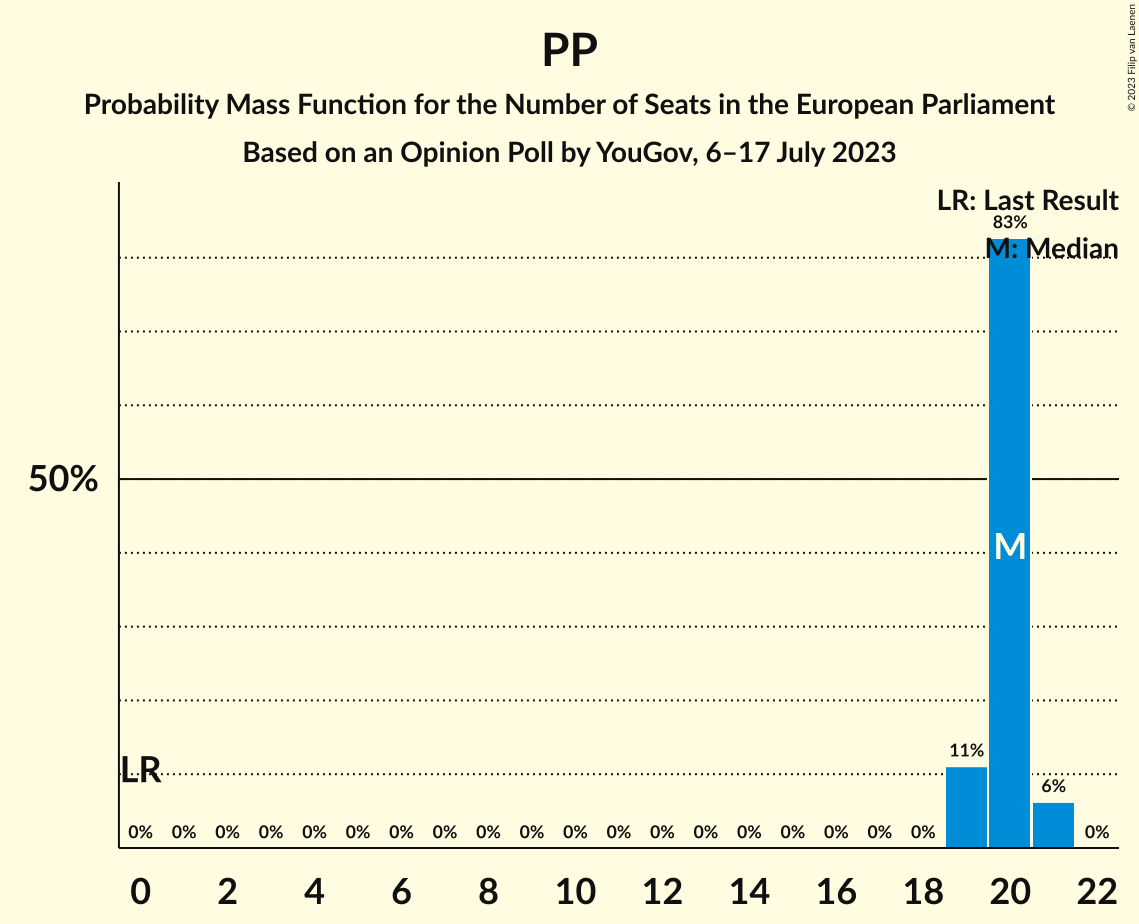 PP
Probability Mass Function for the Number of Seats in the European Parliament
Based on an Opinion Poll by YouGov, 6–17 July 2023
© 2023 Filip van Laenen
LR: Last Result
83%
M: Median
50%
M
11%
LR
6%
0% 0% 0% 0% 0% 0% 0% 0% 0% 0% 0% 0% 0% 0% 0% 0% 0% 0% 0% 0%
0 2 4 6 8 10 12 14 16 18 20 22